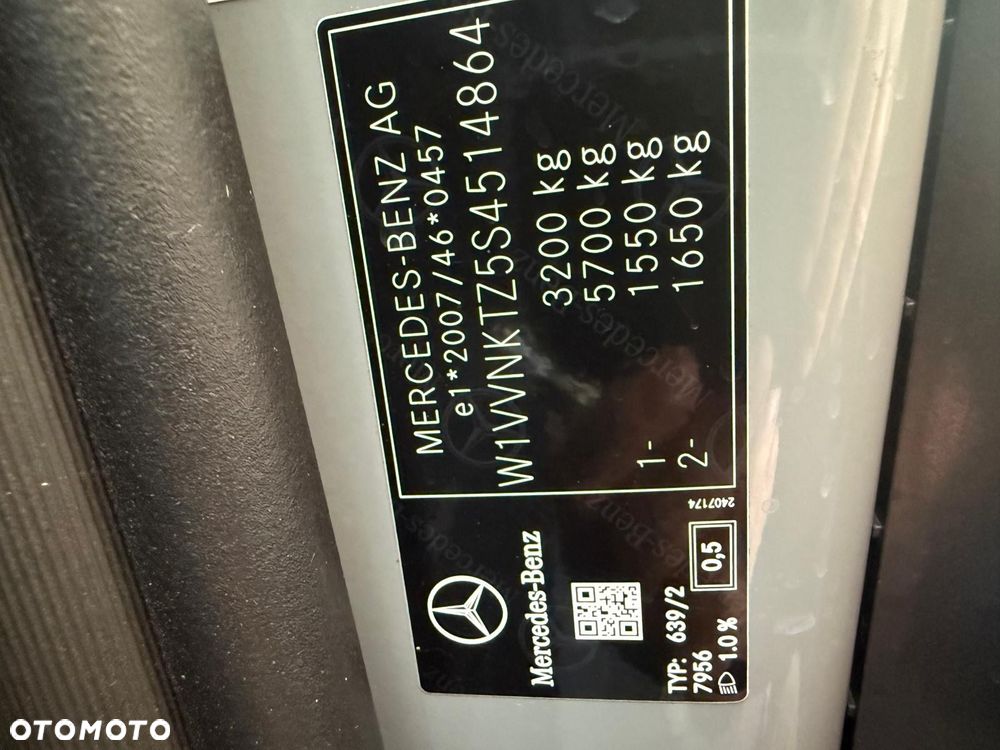 MERCEDES-BENZ AG
e1*2007/46*0457
W1VVNKTZ5S4514864
3200 kg
5700 kg
1- 1550 kg
2- 1650 kg
Mercedes-Benz
2407174
TYP: 639/2
7956
0,5
1.0 %
OTOMOTO